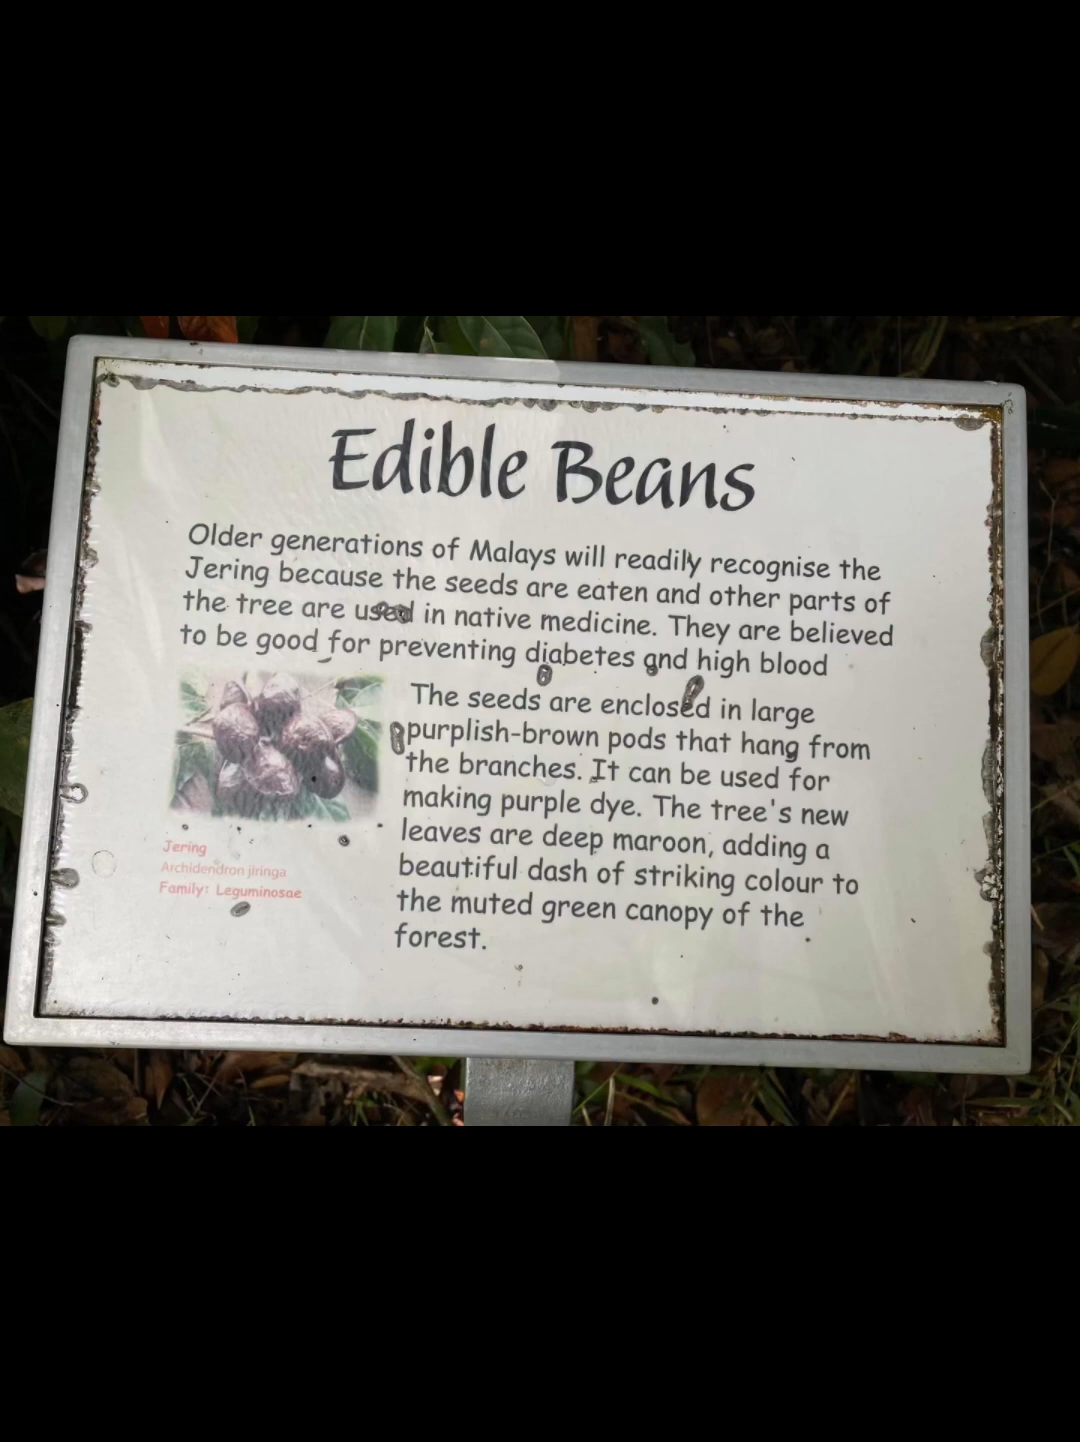 Edible Beans
Older generations of Malays will readily recognise the
Jering because the seeds are eaten and other parts of
the tree are used in native medicine. They are believed
to be good for preventing diabetes and high blood
The seeds are enclosed in large
purplish-brown pods that hang from
the branches. It can be used for
making purple dye. The tree's new
leaves are deep maroon, adding a
beautiful dash of striking colour to
the muted green canopy of the
forest.
Jering
Archidendron jiringa
Family: Leguminosae